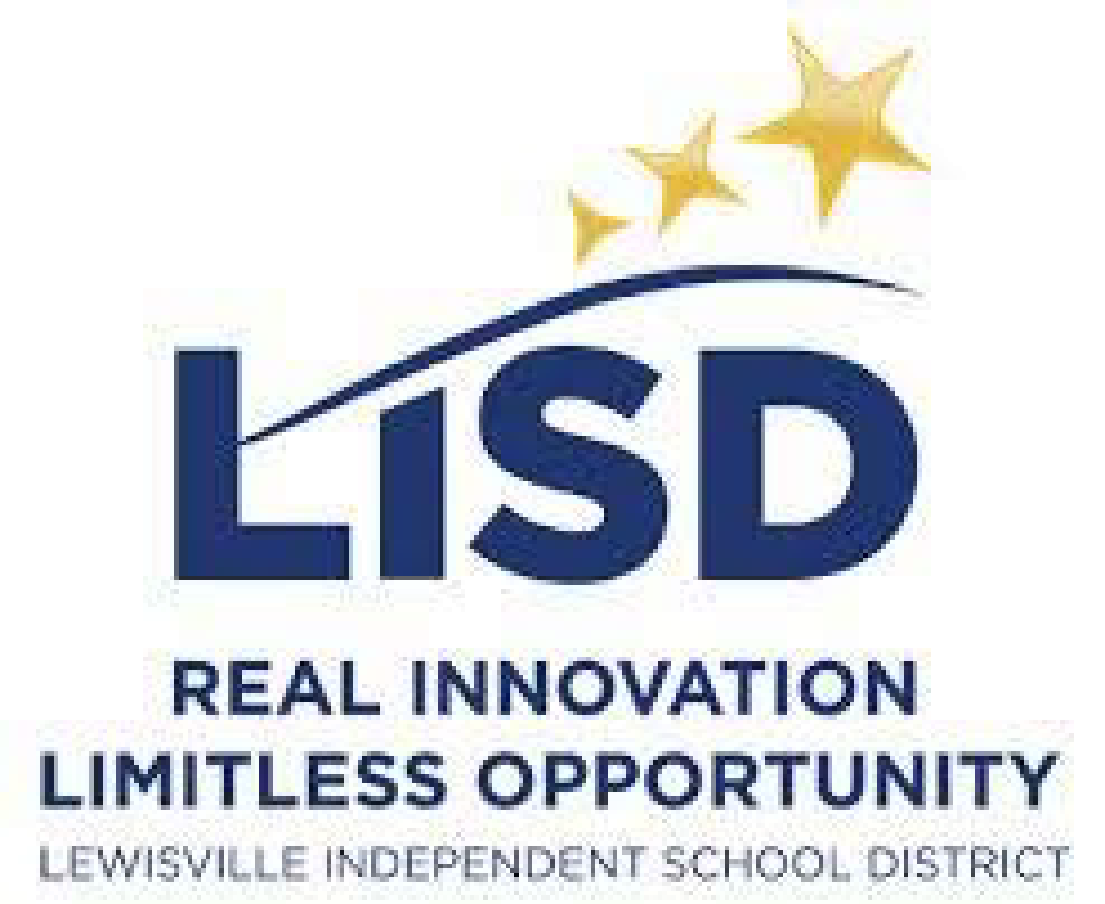 LISD
REAL INNOVATION
LIMITLESS OPPORTUNITY
LEWISVILLE INDEPENDENT SCHOOL DISTRICT